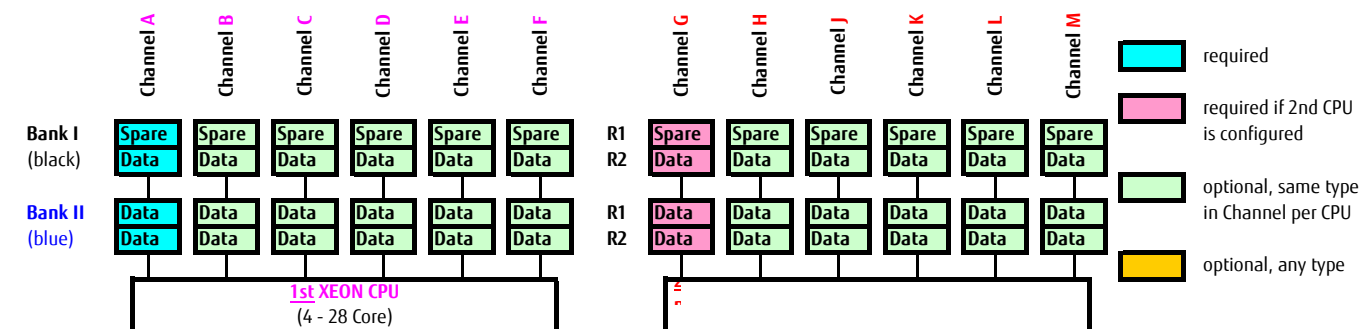 Channel A
Channel B
Channel C
Channel D
Channel E
Channel F
Channel G
Channel H
Channel J
Channel K
Channel L
Channel M
required
required if 2nd CPU
is configured
optional, same type
in Channel per CPU
optional, any type
Bank I
(black)
Spare Spare Spare Spare Spare Spare R1 Spare Spare Spare Spare Spare Spare
Data Data Data Data Data Data R2 Data Data Data Data Data Data
Bank II
(blue)
Data Data Data Data Data Data R1 Data Data Data Data Data Data
Data Data Data Data Data Data R2 Data Data Data Data Data Data
1st XEON CPU
(4 - 28 Core)